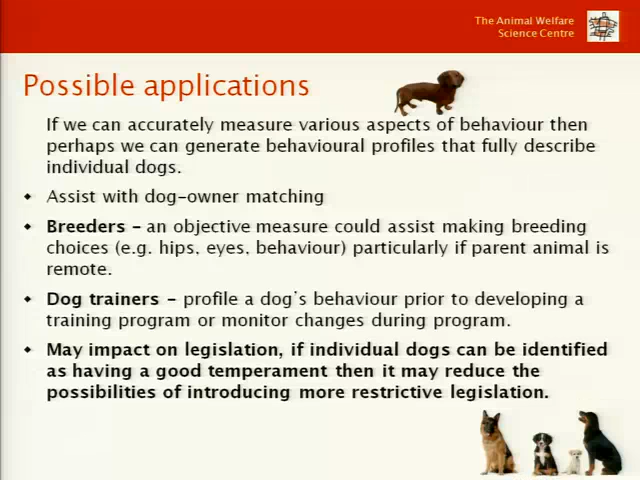 The Animal Welfare
Science Centre
Possible applications
If we can accurately measure various aspects of behaviour then
perhaps we can generate behavioural profiles that fully describe
individual dogs.
◆ Assist with dog-owner matching
◆ Breeders – an objective measure could assist making breeding
choices (e.g. hips, eyes, behaviour) particularly if parent animal is
remote.
◆ Dog trainers – profile a dog's behaviour prior to developing a
training program or monitor changes during program.
◆ May impact on legislation, if individual dogs can be identified
as having a good temperament then it may reduce the
possibilities of introducing more restrictive legislation.